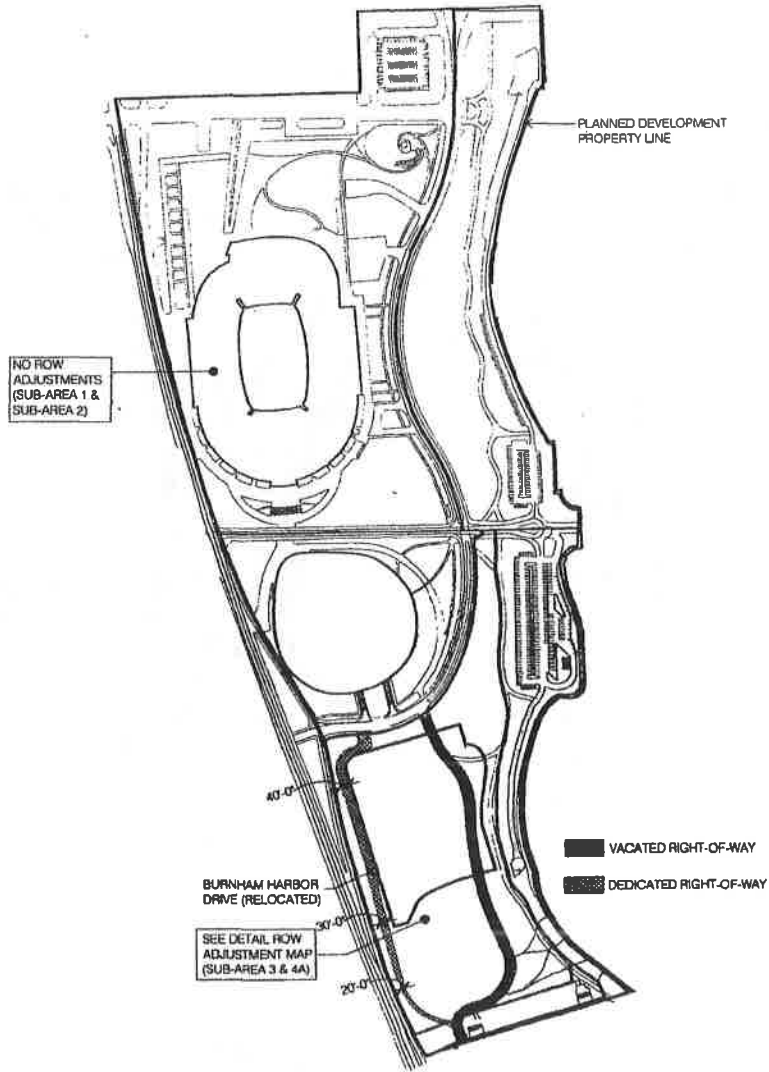 PLANNED DEVELOPMENT
PROPERTY LINE
NO ROW
ADJUSTMENTS
(SUB-AREA 1 &
SUB-AREA 2)
40'-0"
VACATED RIGHT-OF-WAY
DEDICATED RIGHT-OF-WAY
BURNHAM HARBOR
DRIVE (RELOCATED)
30'-0"
SEE DETAIL ROW
ADJUSTMENT MAP
(SUB-AREA 3 & 4A)
20'-0"